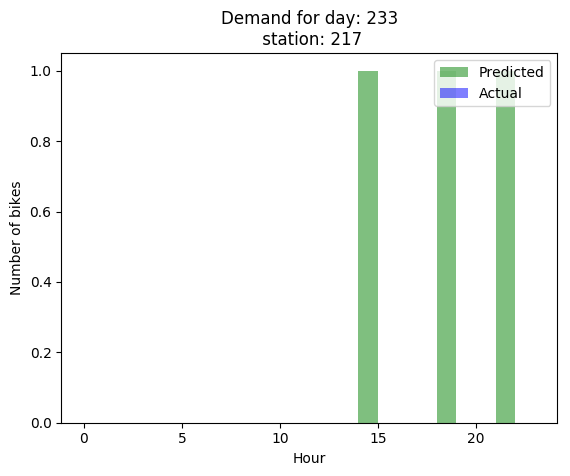 Demand for day: 233
station: 217
Predicted
Actual
Number of bikes
1.0
0.8
0.6
0.4
0.2
0.0
0 5 10 15 20
Hour